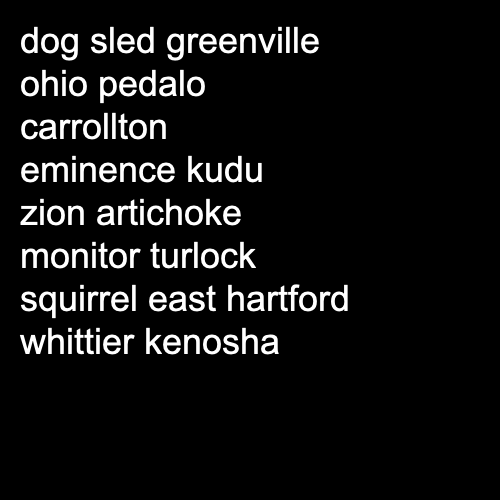 dog sled greenville
ohio pedalo
carrollton
eminence kudu
zion artichoke
monitor turlock
squirrel east hartford
whittier kenosha